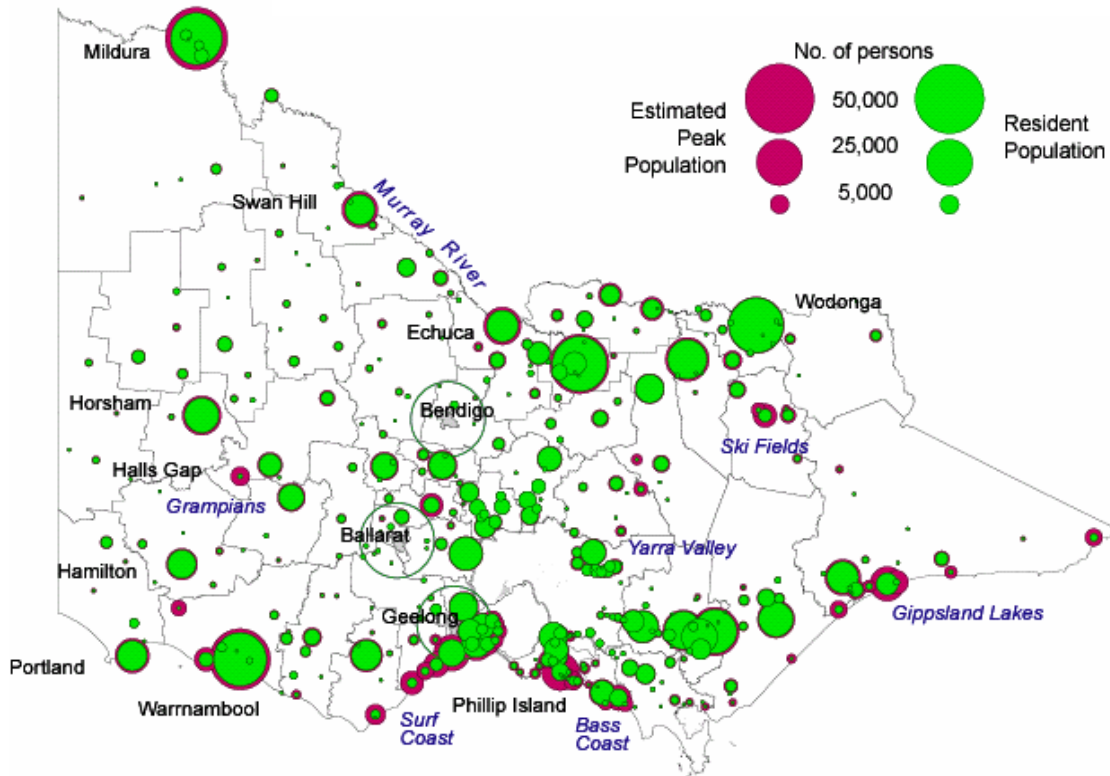 No. of persons
Estimated
Peak
Population
50,000
25,000
5,000
Resident
Population
Mildura
Swan Hill
Murray River
Echuca
Wodonga
Bendigo
Horsham
Ski Fields
Halls Gap
Grampians
Ballarat
Yarra Valley
Hamilton
Geelong
Gippsland Lakes
Portland
Warrnambool
Phillip Island
Surf
Coast
Bass
Coast